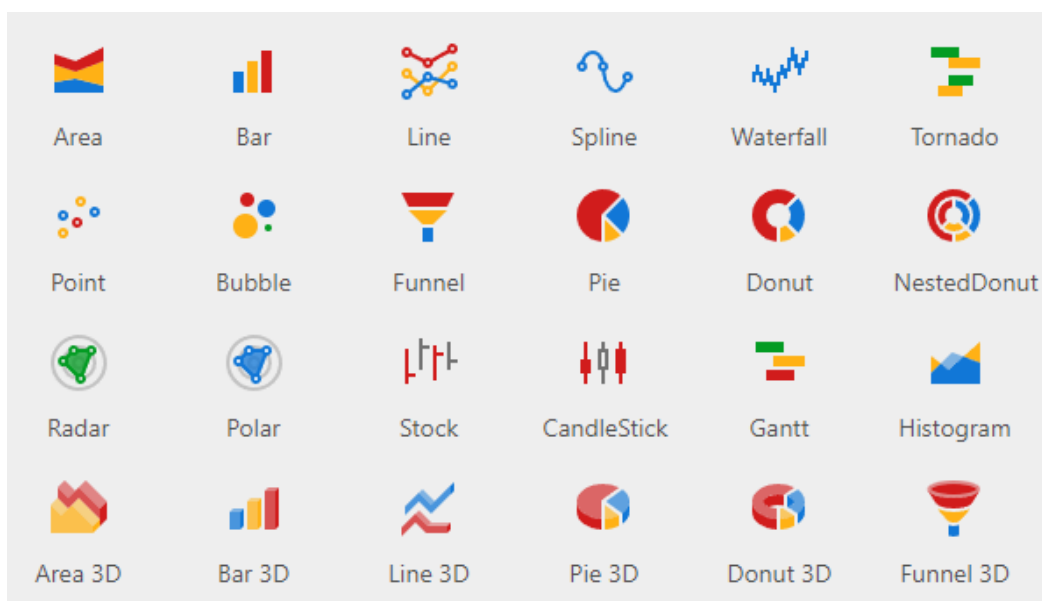 Area Bar Line Spline Waterfall Tornado
Point Bubble Funnel Pie Donut NestedDonut
Radar Polar Stock CandleStick Gantt Histogram
Area 3D Bar 3D Line 3D Pie 3D Donut 3D Funnel 3D